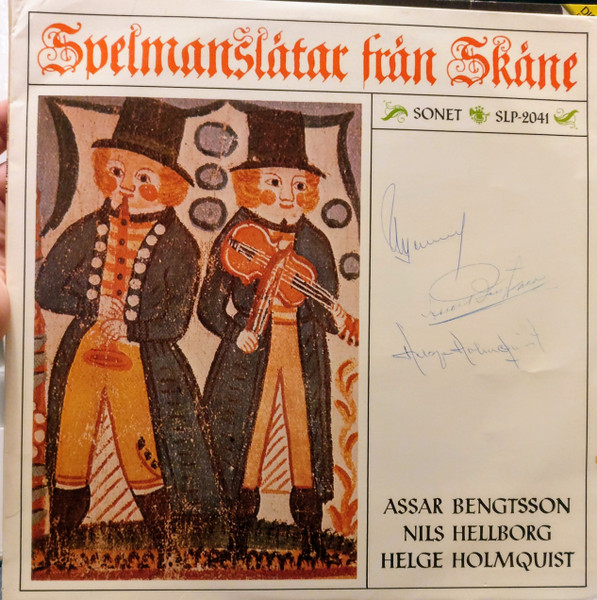 Spelmanslåtar från Skåne
SONET SLP-2041
ASSAR BENGTSSON
NILS HELLBORG
HELGE HOLMQUIST